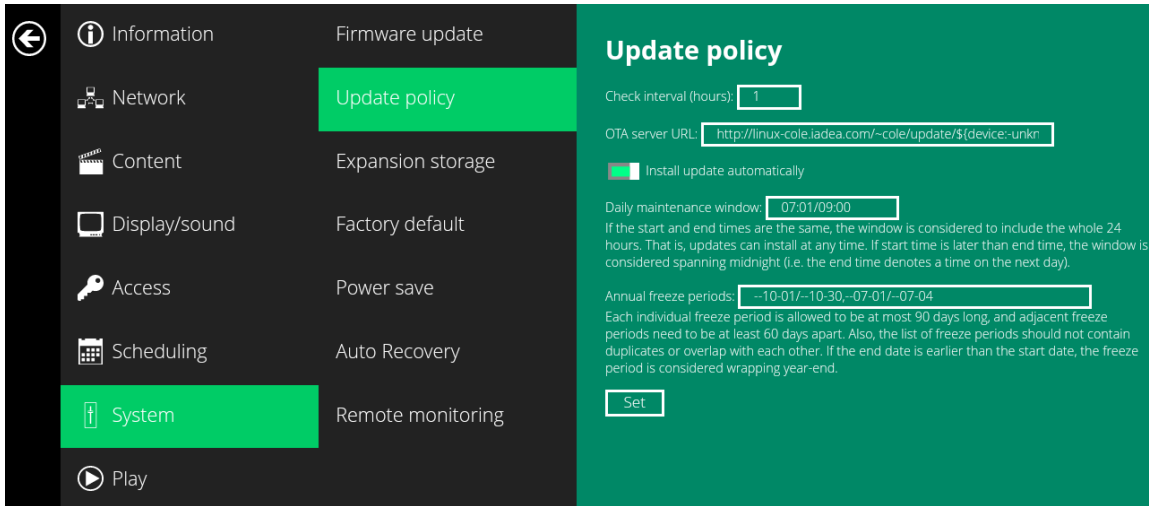 Information
Network
Content
Display/sound
Access
Scheduling
System
Play
Firmware update
Update policy
Expansion storage
Factory default
Power save
Auto Recovery
Remote monitoring
Update policy
Check interval (hours): 1
OTA server URL: http://linux-cole.iadea.com/~cole/update/${device:-unkn
Install update automatically
Daily maintenance window: 07:01/09:00
If the start and end times are the same, the window is considered to include the whole 24
hours. That is, updates can install at any time. If start time is later than end time, the window is
considered spanning midnight (i.e. the end time denotes a time on the next day).
Annual freeze periods: --10-01/--10-30,--07-01/--07-04
Each individual freeze period is allowed to be at most 90 days long, and adjacent freeze
periods need to be at least 60 days apart. Also, the list of freeze periods should not contain
duplicates or overlap with each other. If the end date is earlier than the start date, the freeze
period is considered wrapping year-end.
Set